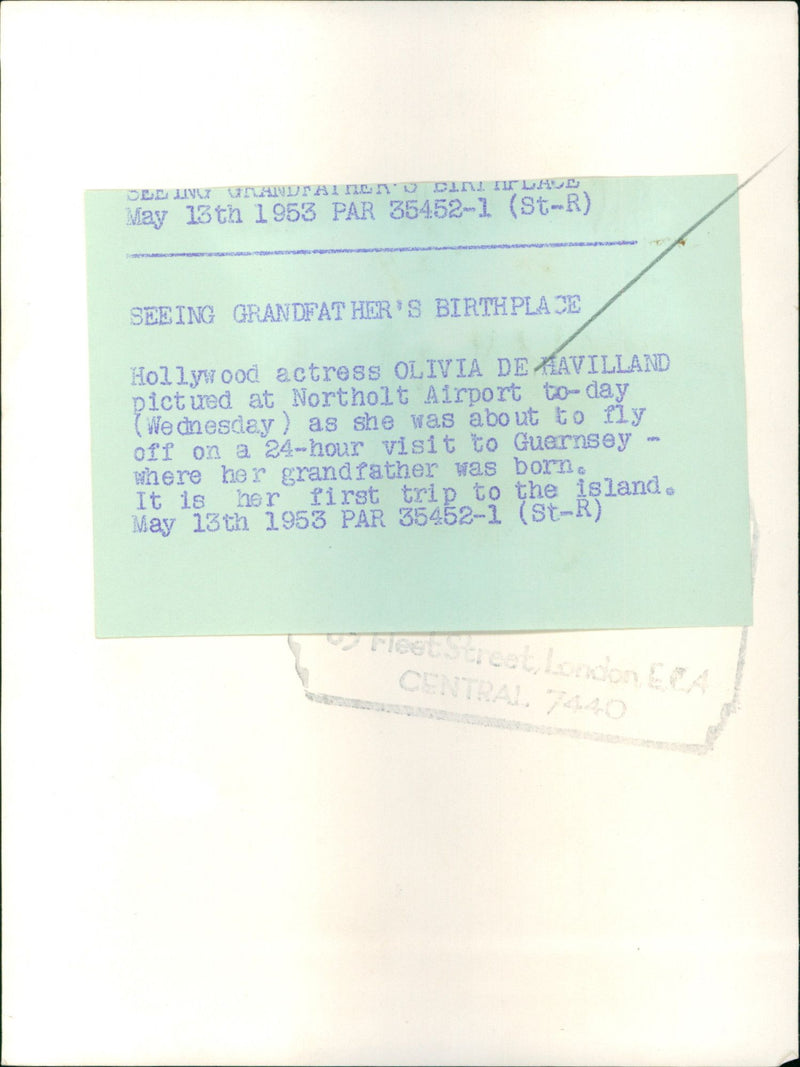 SEEING GRANDFATHER'S BIRTHPLACE
May 13th 1953 PAR 35452-1 (St-R)
SEEING GRANDFATHER'S BIRTHPLACE
Hollywood actress OLIVIA DE HAVILLAND
pictured at Northolt Airport to-day
(Wednesday) as she was about to fly
off on a 24-hour visit to Guernsey -
where her grandfather was born.
It is her first trip to the island.
May 13th 1953 PAR 35452-1 (St-R)
Fleet Street, London, E.C.4
CENTRAL 7440